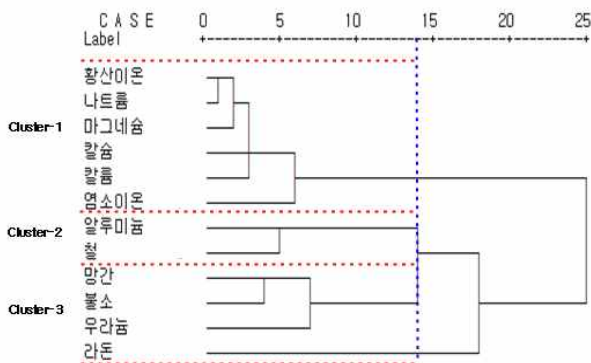 C A S E 0 5 10 15 20 25
Label
황산이온
나트륨
Cluster-1 마그네슘
칼슘
칼륨
염소이온
Cluster-2 알루미늄
철
망간
Cluster-3 불소
우라늄
라돈